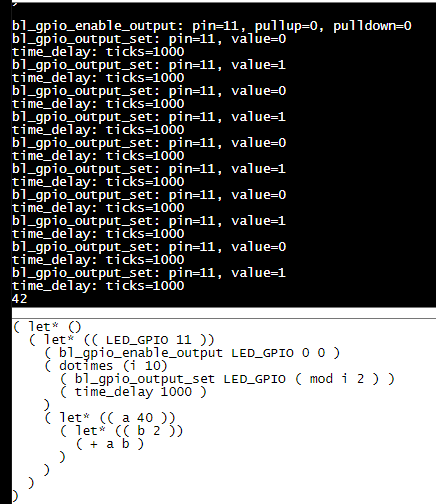 bl_gpio_enable_output: pin=11, pullup=0, pulldown=0
bl_gpio_output_set: pin=11, value=0
time_delay: ticks=1000
bl_gpio_output_set: pin=11, value=1
time_delay: ticks=1000
bl_gpio_output_set: pin=11, value=0
time_delay: ticks=1000
bl_gpio_output_set: pin=11, value=1
time_delay: ticks=1000
bl_gpio_output_set: pin=11, value=0
time_delay: ticks=1000
bl_gpio_output_set: pin=11, value=1
time_delay: ticks=1000
bl_gpio_output_set: pin=11, value=0
time_delay: ticks=1000
bl_gpio_output_set: pin=11, value=1
time_delay: ticks=1000
bl_gpio_output_set: pin=11, value=0
time_delay: ticks=1000
bl_gpio_output_set: pin=11, value=1
time_delay: ticks=1000
42
( let* ()
  ( let* (( LED_GPIO 11 ))
    ( bl_gpio_enable_output LED_GPIO 0 0 )
    ( dotimes (i 10)
      ( bl_gpio_output_set LED_GPIO ( mod i 2 ) )
      ( time_delay 1000 )
    )
    ( let* (( a 40 ))
      ( let* (( b 2 ))
        ( + a b )
      )
    )
  )
)